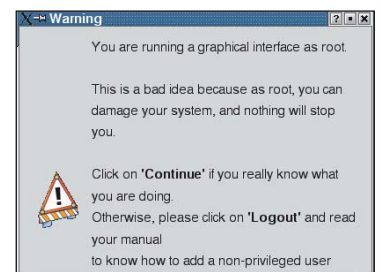 Warning
You are running a graphical interface as root.
This is a bad idea because as root, you can
damage your system, and nothing will stop
you.
Click on 'Continue' if you really know what
you are doing.
Otherwise, please click on 'Logout' and read
your manual
to know how to add a non-privileged user